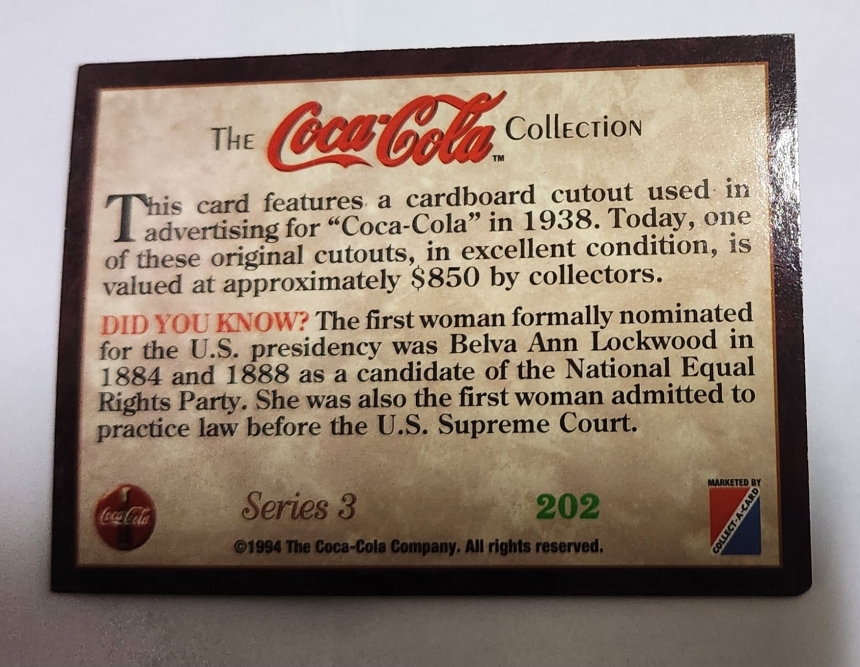 THE Coca-Cola™ COLLECTION
This card features a cardboard cutout used in
advertising for “Coca-Cola” in 1938. Today, one
of these original cutouts, in excellent condition, is
valued at approximately $850 by collectors.
DID YOU KNOW? The first woman formally nominated
for the U.S. presidency was Belva Ann Lockwood in
1884 and 1888 as a candidate of the National Equal
Rights Party. She was also the first woman admitted to
practice law before the U.S. Supreme Court.
Coca-Cola
Series 3
202
MARKETED BY
COLLECT-A-CARD
©1994 The Coca-Cola Company. All rights reserved.